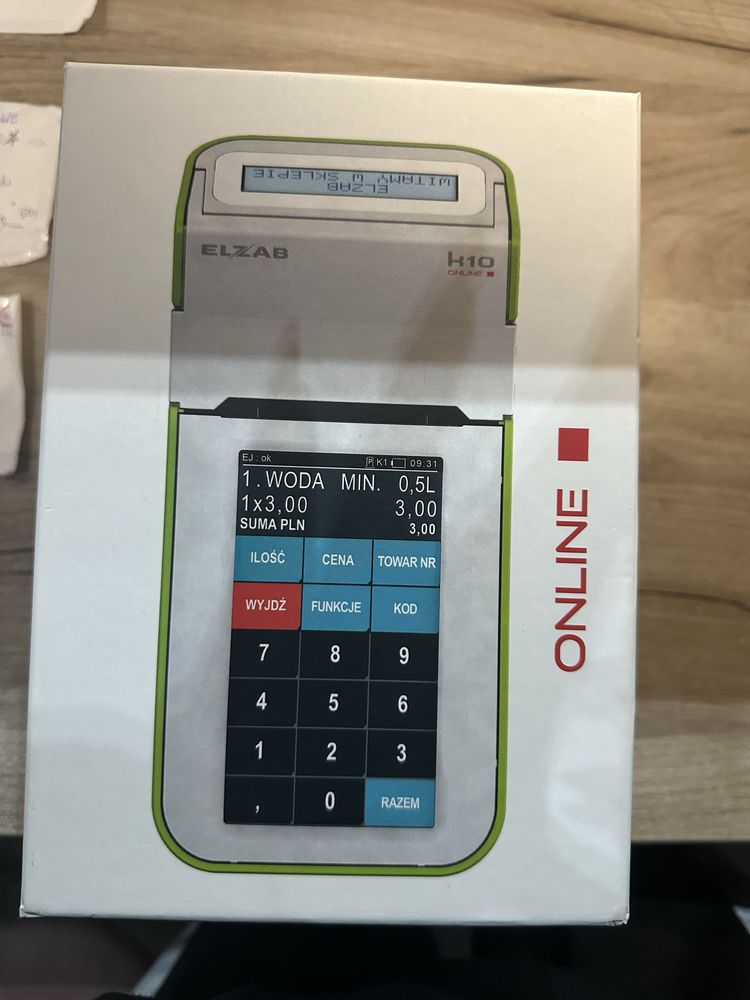 ELZAB
WITAMY W SKLEPIE
ELZAB
K10
ONLINE
ONLINE
EJ: ok P K1 09:31
1. WODA MIN. 0,5L
1x3,00 3,00
SUMA PLN 3,00
ILOŚĆ CENA TOWAR NR
WYJDŹ FUNKCJE KOD
7 8 9
4 5 6
1 2 3
, 0 RAZEM